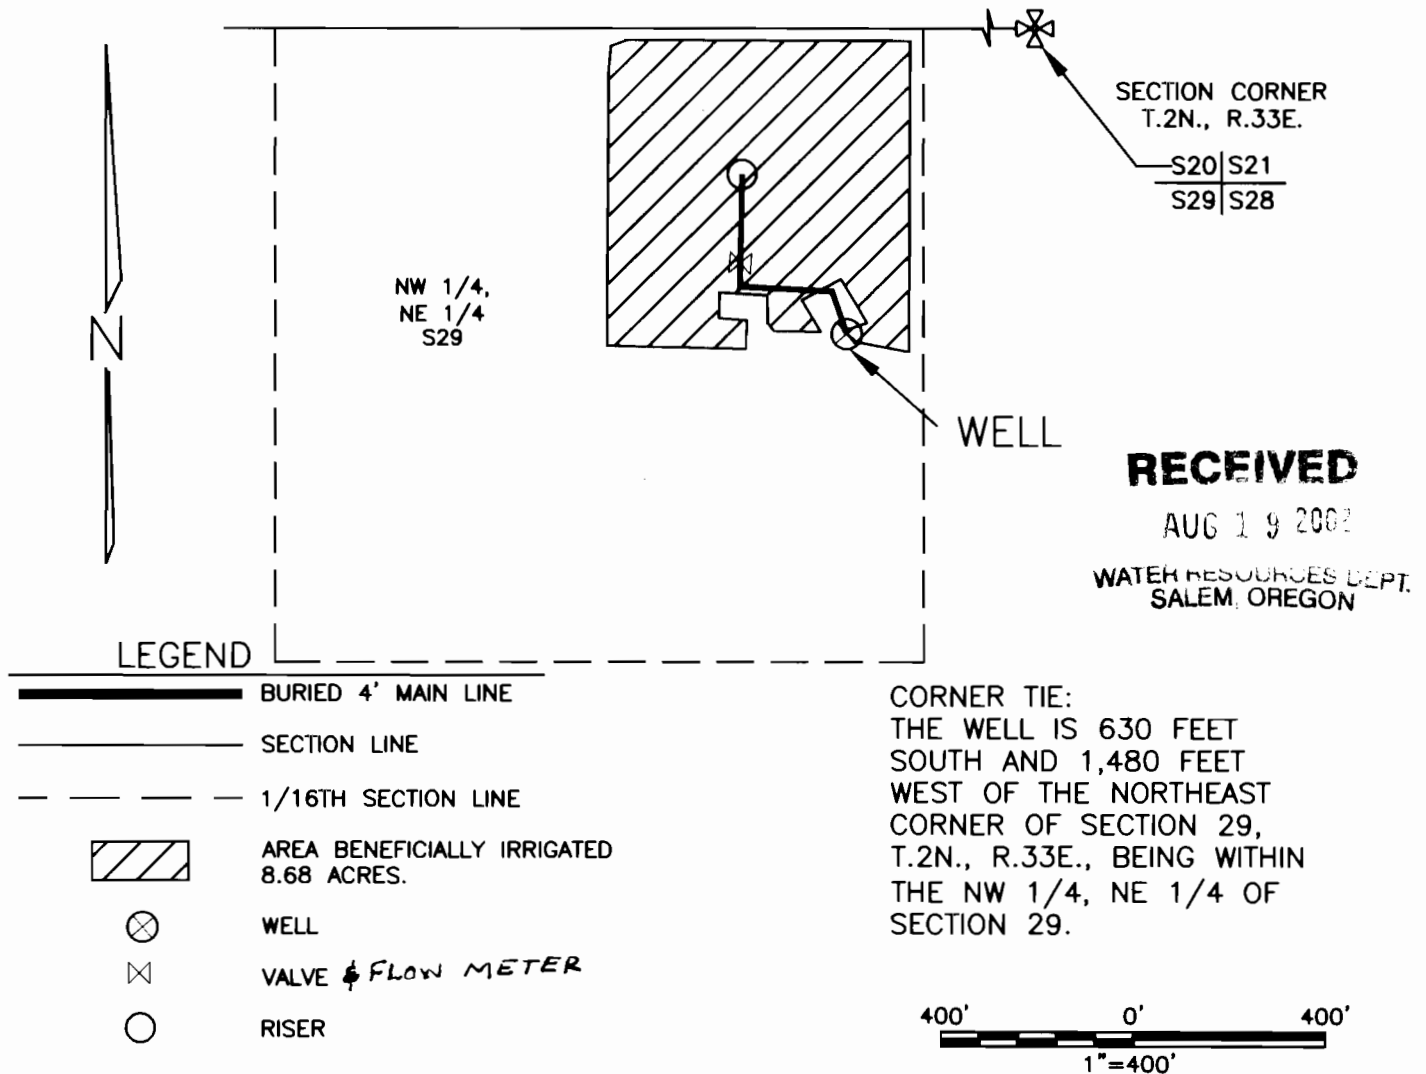 SECTION CORNER
T.2N., R.33E.
S20 S21
S29 S28
NW 1/4,
NE 1/4
S29
N
WELL
RECEIVED
AUG 19
WATER RESOURCES DEPT.
SALEM, OREGON
LEGEND
BURIED 4' MAIN LINE
SECTION LINE
1/16TH SECTION LINE
AREA BENEFICIALLY IRRIGATED
8.68 ACRES.
WELL
VALVE & FLOW METER
RISER
CORNER TIE:
THE WELL IS 630 FEET
SOUTH AND 1,480 FEET
WEST OF THE NORTHEAST
CORNER OF SECTION 29,
T.2N., R.33E., BEING WITHIN
THE NW 1/4, NE 1/4 OF
SECTION 29.
400' 0' 400'
1"=400'